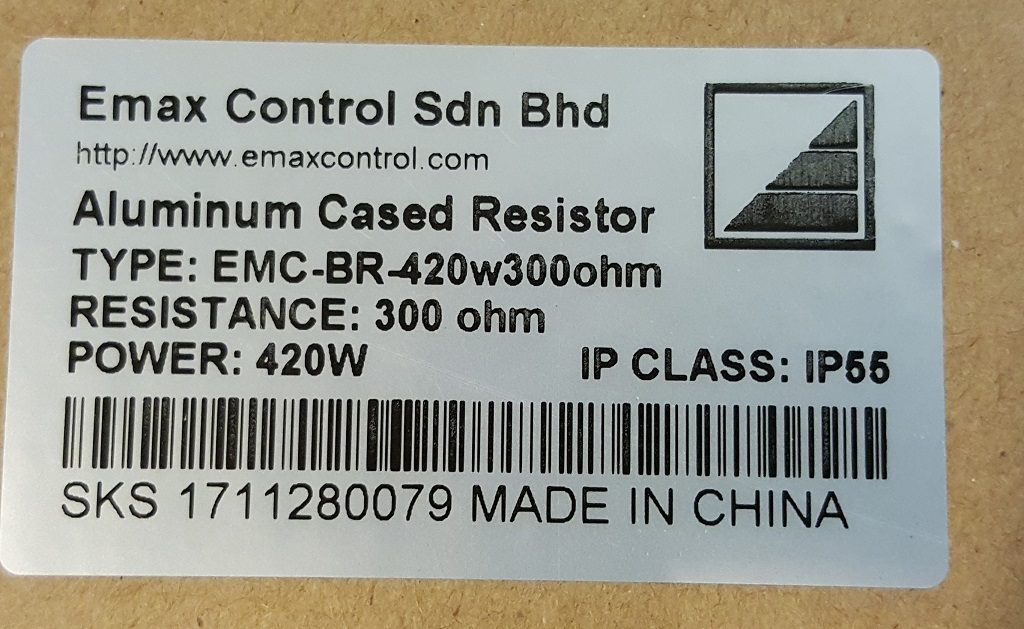 Emax Control Sdn Bhd
http://www.emaxcontrol.com
Aluminum Cased Resistor
TYPE: EMC-BR-420w300ohm
RESISTANCE: 300 ohm
POWER: 420W IP CLASS: IP55
SKS 1711280079 MADE IN CHINA